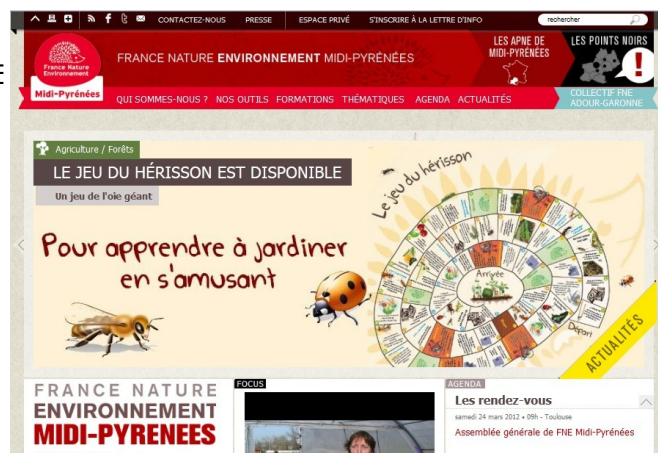 CONTACTEZ-NOUS PRESSE ESPACE PRIVÉ S'INSCRIRE À LA LETTRE D'INFO rechercher
France Nature
Environnement
Midi-Pyrénées
FRANCE NATURE ENVIRONNEMENT MIDI-PYRÉNÉES
LES APNE DE
MIDI-PYRÉNÉES
LES POINTS NOIRS
!
QUI SOMMES-NOUS ? NOS OUTILS FORMATIONS THÉMATIQUES AGENDA ACTUALITÉS
COLLECTIF FNE
ADOUR-GARONNE
E
Agriculture / Forêts
LE JEU DU HÉRISSON EST DISPONIBLE
Un jeu de l'oie géant
Pour apprendre à jardiner
en s'amusant
Le jeu du hérisson
Arrivée
Départ
ACTUALITÉS
FRANCE NATURE
ENVIRONNEMENT
MIDI-PYRENEES
FOCUS
AGENDA
Les rendez-vous
samedi 24 mars 2012 • 09h - Toulouse
Assemblée générale de FNE Midi-Pyrénées